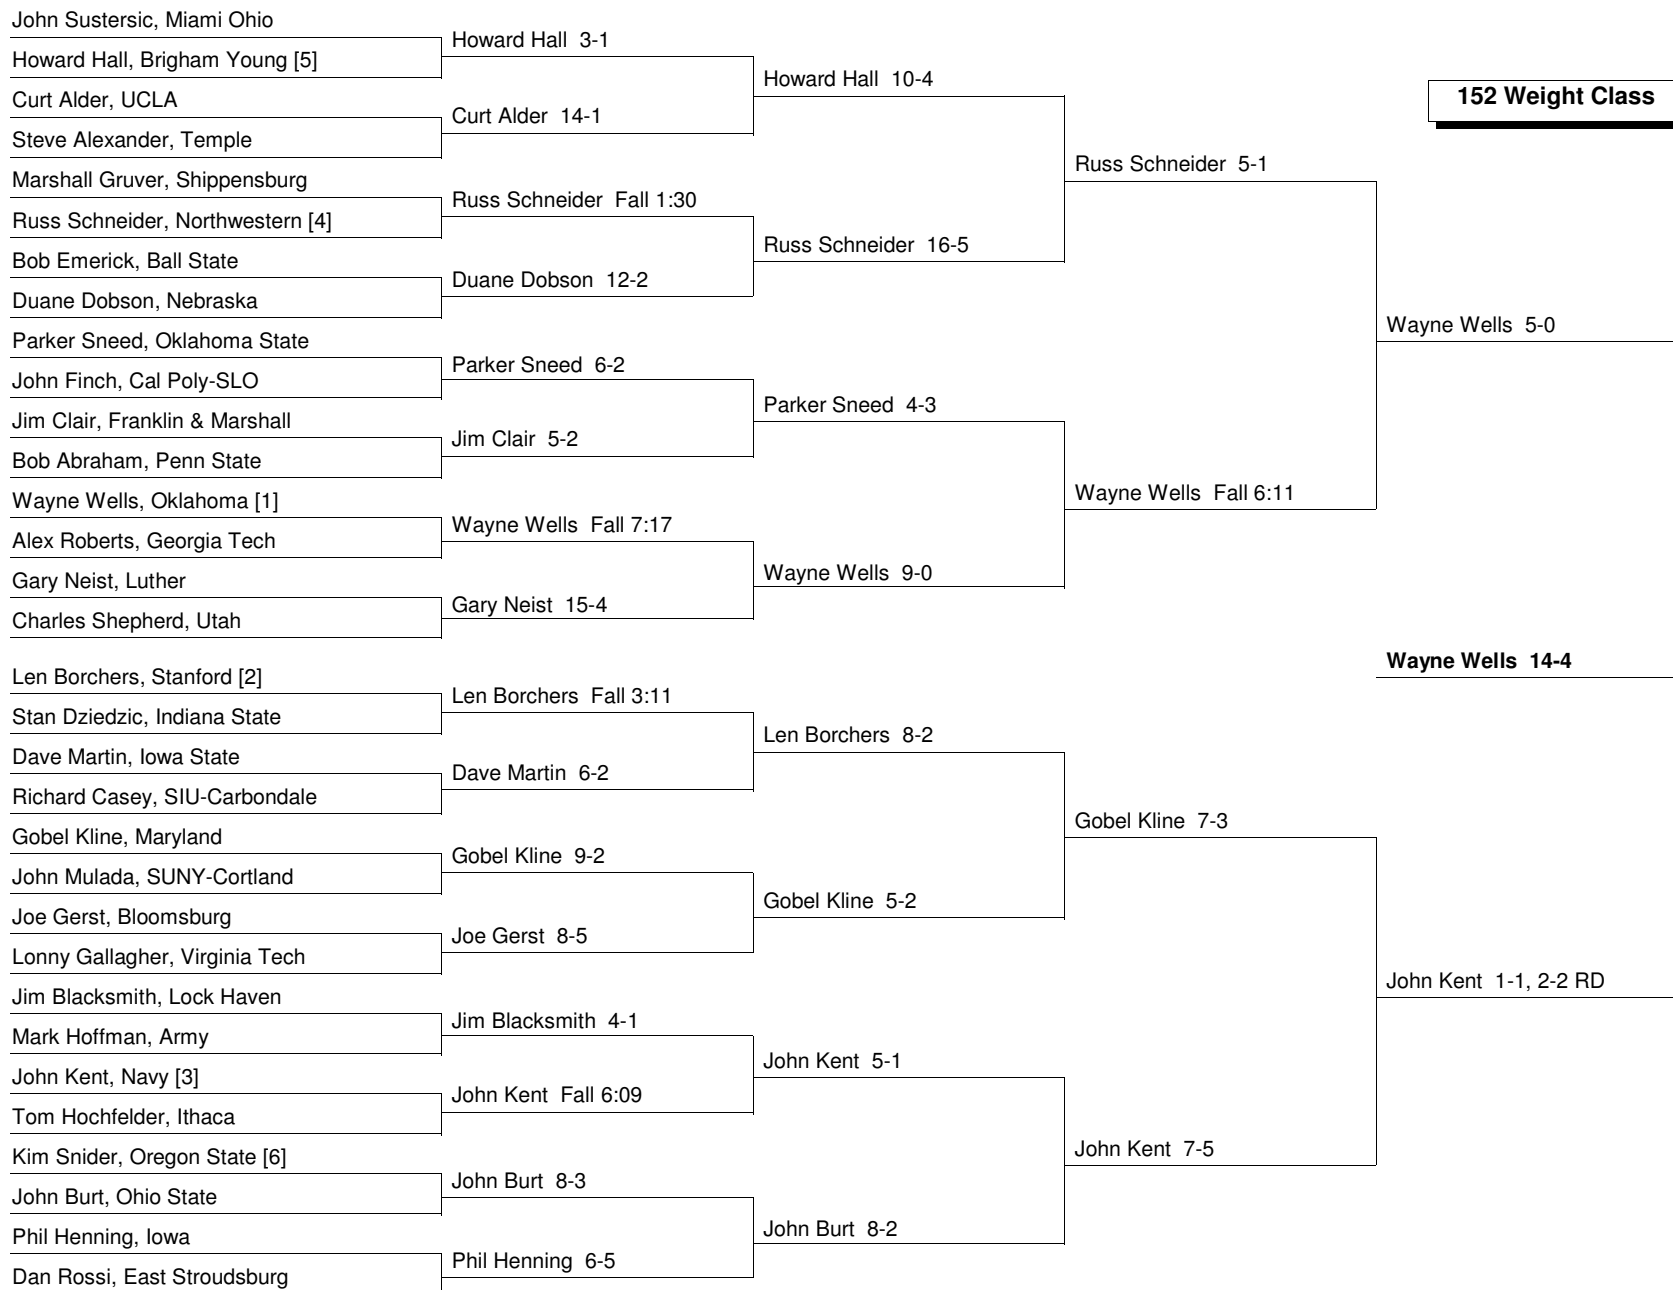 John Sustersic, Miami Ohio
Howard Hall, Brigham Young [5]
Curt Alder, UCLA
Steve Alexander, Temple
Marshall Gruver, Shippensburg
Russ Schneider, Northwestern [4]
Bob Emerick, Ball State
Duane Dobson, Nebraska
Parker Sneed, Oklahoma State
John Finch, Cal Poly-SLO
Jim Clair, Franklin & Marshall
Bob Abraham, Penn State
Wayne Wells, Oklahoma [1]
Alex Roberts, Georgia Tech
Gary Neist, Luther
Charles Shepherd, Utah
Len Borchers, Stanford [2]
Stan Dziedzic, Indiana State
Dave Martin, Iowa State
Richard Casey, SIU-Carbondale
Gobel Kline, Maryland
John Mulada, SUNY-Cortland
Joe Gerst, Bloomsburg
Lonny Gallagher, Virginia Tech
Jim Blacksmith, Lock Haven
Mark Hoffman, Army
John Kent, Navy [3]
Tom Hochfelder, Ithaca
Kim Snider, Oregon State [6]
John Burt, Ohio State
Phil Henning, Iowa
Dan Rossi, East Stroudsburg
Howard Hall 3-1
Curt Alder 14-1
Russ Schneider Fall 1:30
Duane Dobson 12-2
Parker Sneed 6-2
Jim Clair 5-2
Wayne Wells Fall 7:17
Gary Neist 15-4
Len Borchers Fall 3:11
Dave Martin 6-2
Gobel Kline 9-2
Joe Gerst 8-5
Jim Blacksmith 4-1
John Kent Fall 6:09
John Burt 8-3
Phil Henning 6-5
Howard Hall 10-4
Russ Schneider 16-5
Parker Sneed 4-3
Wayne Wells 9-0
Len Borchers 8-2
Gobel Kline 5-2
John Kent 5-1
John Burt 8-2
Russ Schneider 5-1
Wayne Wells Fall 6:11
Gobel Kline 7-3
John Kent 7-5
152 Weight Class
Wayne Wells 5-0
Wayne Wells 14-4
John Kent 1-1, 2-2 RD